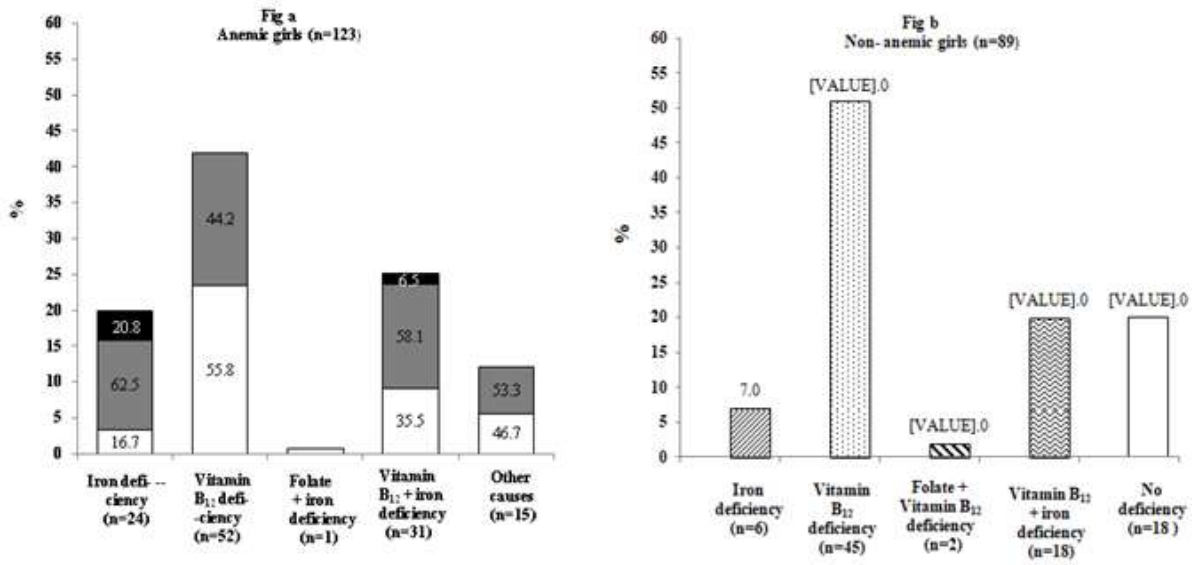 Fig a
Anemic girls (n=123)
60
55
50
45
40
35
30
25
20
15
10
5
0
%
20.8
62.5
16.7
44.2
55.8
6.5
58.1
35.5
53.3
46.7
Iron defi- --
ciency
(n=24)
Vitamin
B₁₂ defi-
-ciency
(n=52)
Folate
+ iron
deficiency
(n=1)
Vitamin
B₁₂ + iron
deficiency
(n=31)
Other
causes
(n=15)
Fig b
Non- anemic girls (n=89)
60
55
50
45
40
35
30
25
20
15
10
5
0
%
7.0
[VALUE].0
[VALUE].0
[VALUE].0
[VALUE].0
Iron
deficiency
(n=6)
Vitamin
B₁₂
deficiency
(n=45)
Folate +
Vitamin B₁₂
deficiency
(n=2)
Vitamin B₁₂
+ iron
deficiency
(n=18)
No
deficiency
(n=18 )